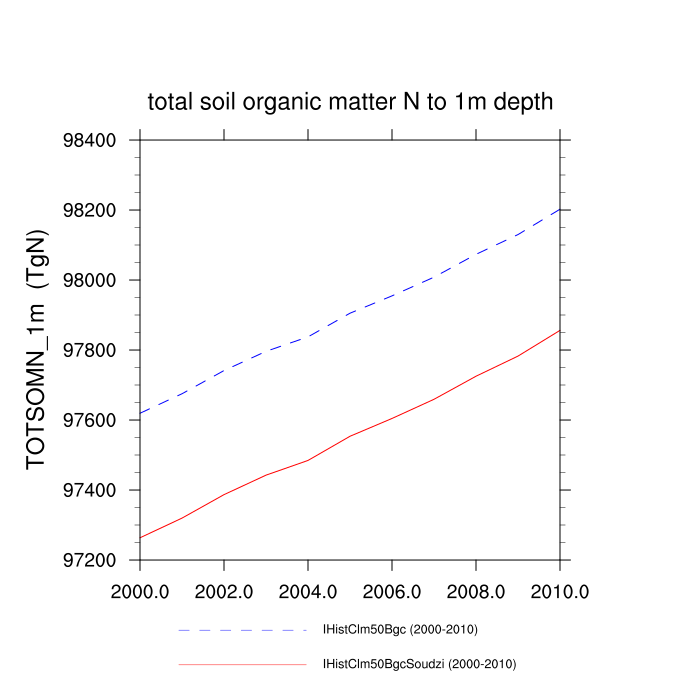 total soil organic matter N to 1m depth
TOTSOMN_1m (TgN)
98400
98200
98000
97800
97600
97400
97200
2000.0 2002.0 2004.0 2006.0 2008.0 2010.0
IHistClm50Bgc (2000-2010)
IHistClm50BgcSoudzi (2000-2010)